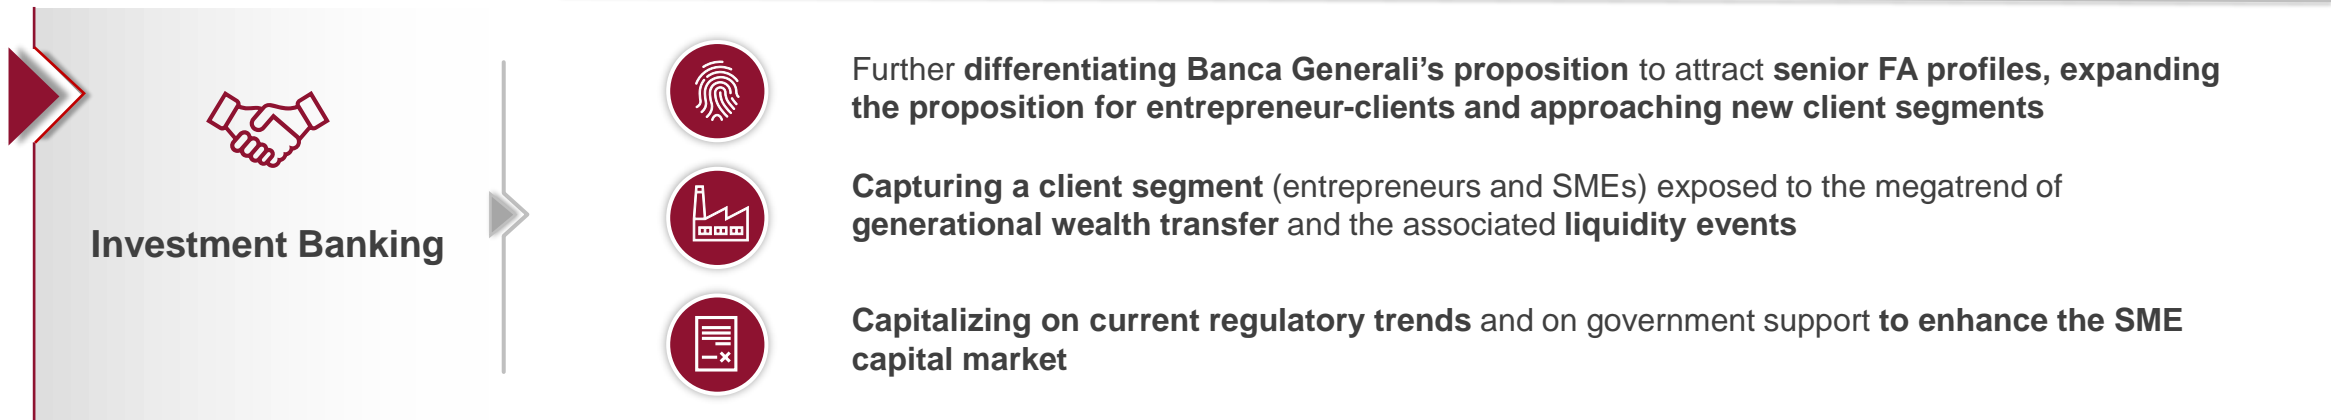 Investment Banking
Further differentiating Banca Generali’s proposition to attract senior FA profiles, expanding
the proposition for entrepreneur-clients and approaching new client segments
Capturing a client segment (entrepreneurs and SMEs) exposed to the megatrend of
generational wealth transfer and the associated liquidity events
Capitalizing on current regulatory trends and on government support to enhance the SME
capital market